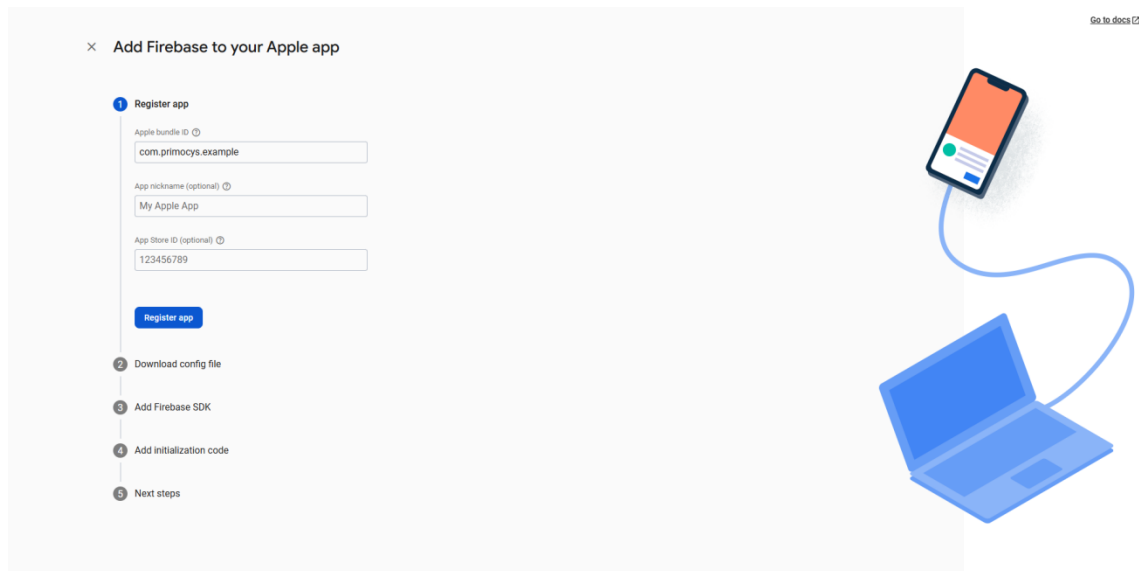 Go to docs
Add Firebase to your Apple app
1 Register app
Apple bundle ID
com.primocys.example
App nickname (optional)
My Apple App
App Store ID (optional)
123456789
Register app
2 Download config file
3 Add Firebase SDK
4 Add initialization code
5 Next steps